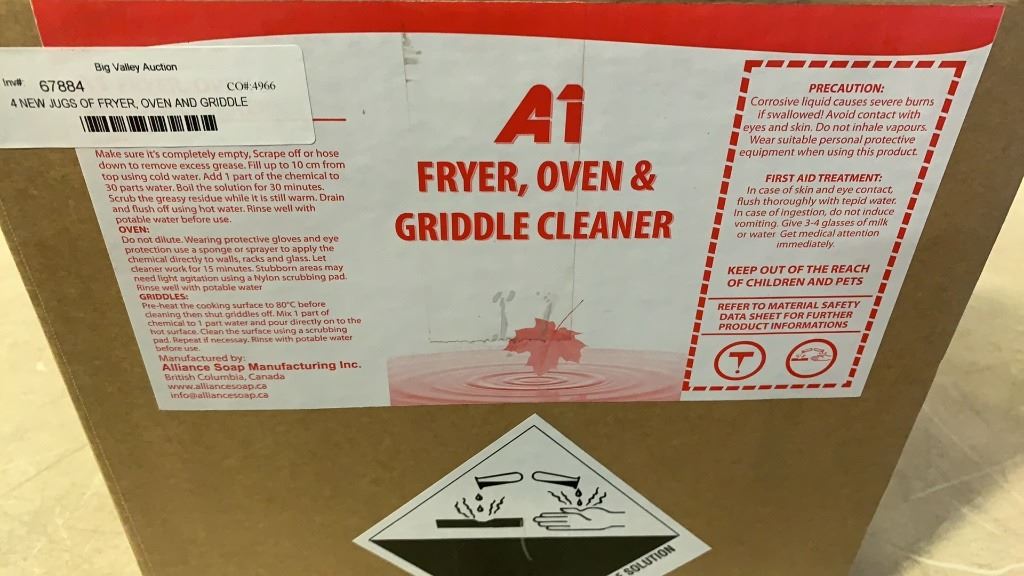 Big Valley Auction
Inv#: 67884 CO#:4966
4 NEW JUGS OF FRYER, OVEN AND GRIDDLE
Make sure it's completely empty, Scrape off or hose
down to remove excess grease. Fill up to 10 cm from
top using cold water. Add 1 part of the chemical to
30 parts water. Boil the solution for 30 minutes.
Scrub the greasy residue while it is still warm. Drain
and flush off using hot water. Rinse well with
potable water before use.
OVEN:
Do not dilute. Wearing protective gloves and eye
protection use a sponge or sprayer to apply the
chemical directly to walls, racks and glass. Let
cleaner work for 15 minutes. Stubborn areas may
need light agitation using a Nylon scrubbing pad.
Rinse well with potable water
GRIDDLES:
Pre-heat the cooking surface to 80°C before
cleaning then shut griddles off. Mix 1 part of
chemical to 1 part water and pour directly on to the
hot surface. Clean the surface using a scrubbing
pad. Repeat if necessary. Rinse with potable water
before use.
Manufactured by:
Alliance Soap Manufacturing Inc.
British Columbia, Canada
www.alliancesoap.ca
info@alliancesoap.ca
A1
FRYER, OVEN &
GRIDDLE CLEANER
PRECAUTION:
Corrosive liquid causes severe burns
if swallowed! Avoid contact with
eyes and skin. Do not inhale vapours.
Wear suitable personal protective
equipment when using this product.
FIRST AID TREATMENT:
In case of skin and eye contact,
flush thoroughly with tepid water.
In case of ingestion, do not induce
vomiting. Give 3-4 glasses of milk
or water. Get medical attention
immediately.
KEEP OUT OF THE REACH
OF CHILDREN AND PETS
REFER TO MATERIAL SAFETY
DATA SHEET FOR FURTHER
PRODUCT INFORMATIONS
SOLUTION